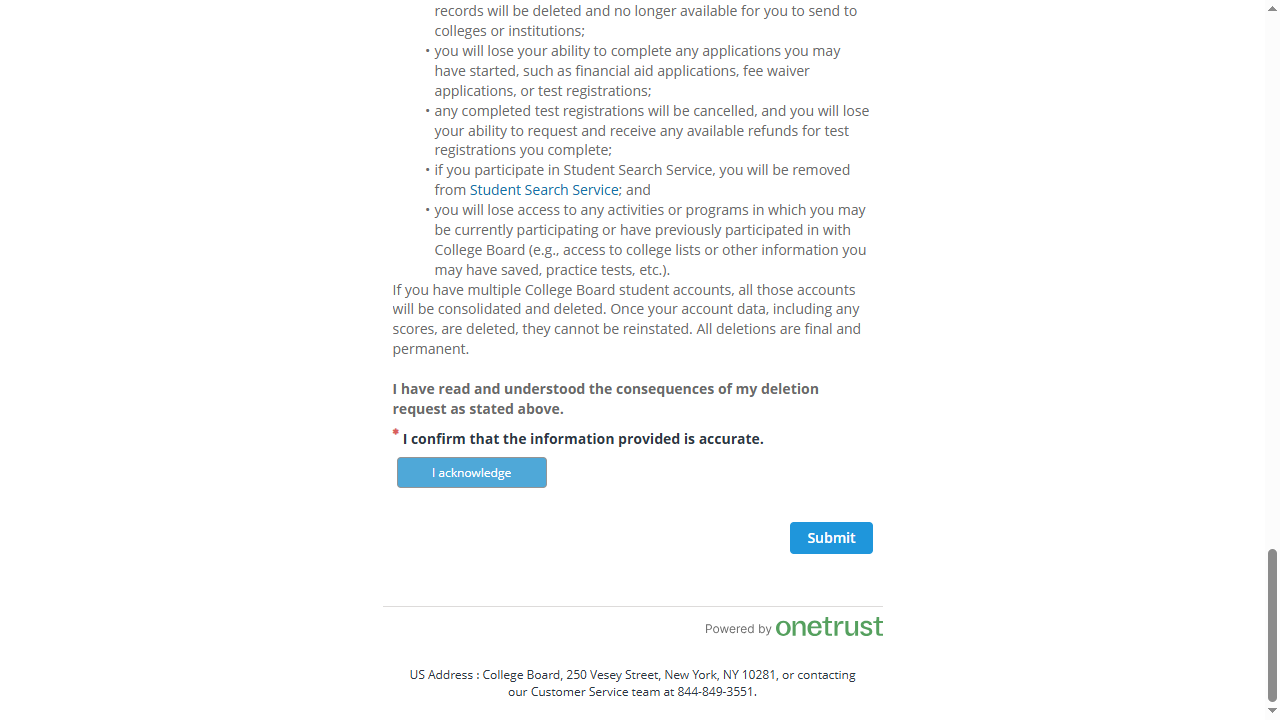 records will be deleted and no longer available for you to send to
colleges or institutions;
• you will lose your ability to complete any applications you may
have started, such as financial aid applications, fee waiver
applications, or test registrations;
• any completed test registrations will be cancelled, and you will lose
your ability to request and receive any available refunds for test
registrations you complete;
• if you participate in Student Search Service, you will be removed
from Student Search Service; and
• you will lose access to any activities or programs in which you may
be currently participating or have previously participated in with
College Board (e.g., access to college lists or other information you
may have saved, practice tests, etc.).
If you have multiple College Board student accounts, all those accounts
will be consolidated and deleted. Once your account data, including any
scores, are deleted, they cannot be reinstated. All deletions are final and
permanent.
I have read and understood the consequences of my deletion
request as stated above.
* I confirm that the information provided is accurate.
I acknowledge
Submit
Powered by onetrust
US Address : College Board, 250 Vesey Street, New York, NY 10281, or contacting
our Customer Service team at 844-849-3551.